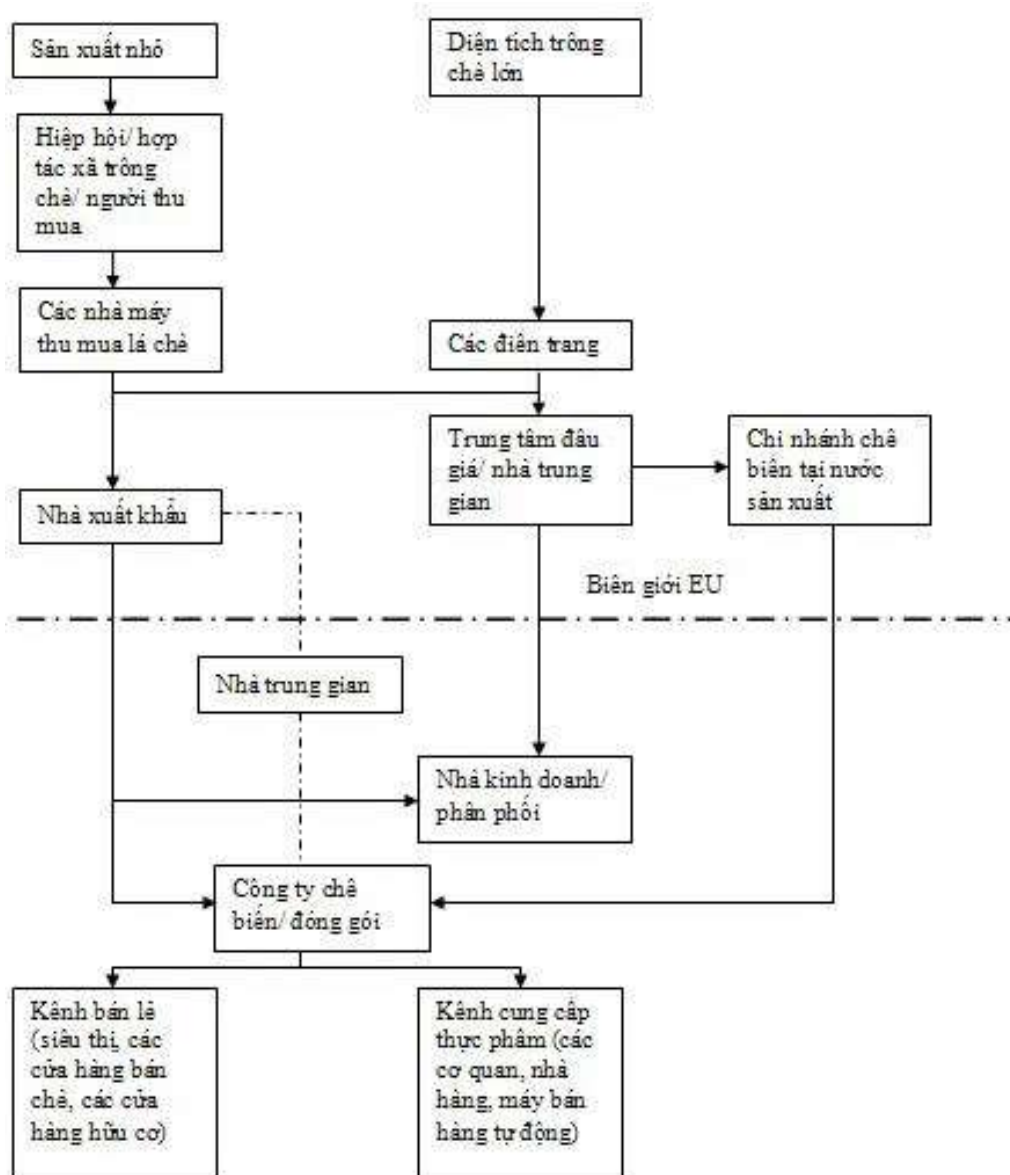 Sản xuất nhỏ
Diện tích trồng
chè lớn
Hiệp hội/ hợp
tác xã trồng
chè/ người thu
mua
Các nhà máy
thu mua lá chè
Các điền trang
Trung tâm đấu
giá/ nhà trung
gian
Chi nhánh chế
biến tại nước
sản xuất
Nhà xuất khẩu
Biên giới EU
Nhà trung gian
Nhà kinh doanh/
phân phối
Công ty chế
biến/ đóng gói
Kênh bán lẻ
(siêu thị, các
cửa hàng bán
chè, các cửa
hàng hữu cơ)
Kênh cung cấp
thực phẩm (các
cơ quan, nhà
hàng, máy bán
hàng tự động)